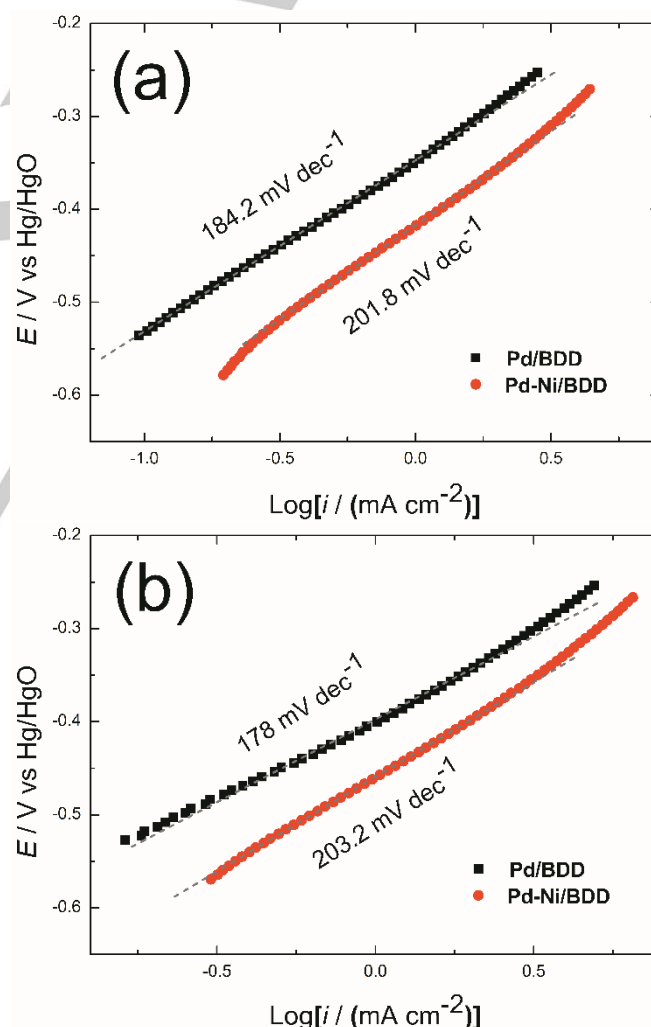 (a)
-0.2
-0.3
-0.4
-0.5
-0.6
E / V vs Hg/HgO
184.2 mV dec⁻¹
201.8 mV dec⁻¹
Pd/BDD
Pd-Ni/BDD
-1.0
-0.5
0.0
0.5
Log[i / (mA cm⁻²)]
(b)
-0.2
-0.3
-0.4
-0.5
-0.6
E / V vs Hg/HgO
178 mV dec⁻¹
203.2 mV dec⁻¹
Pd/BDD
Pd-Ni/BDD
-0.5
0.0
0.5
Log[i / (mA cm⁻²)]